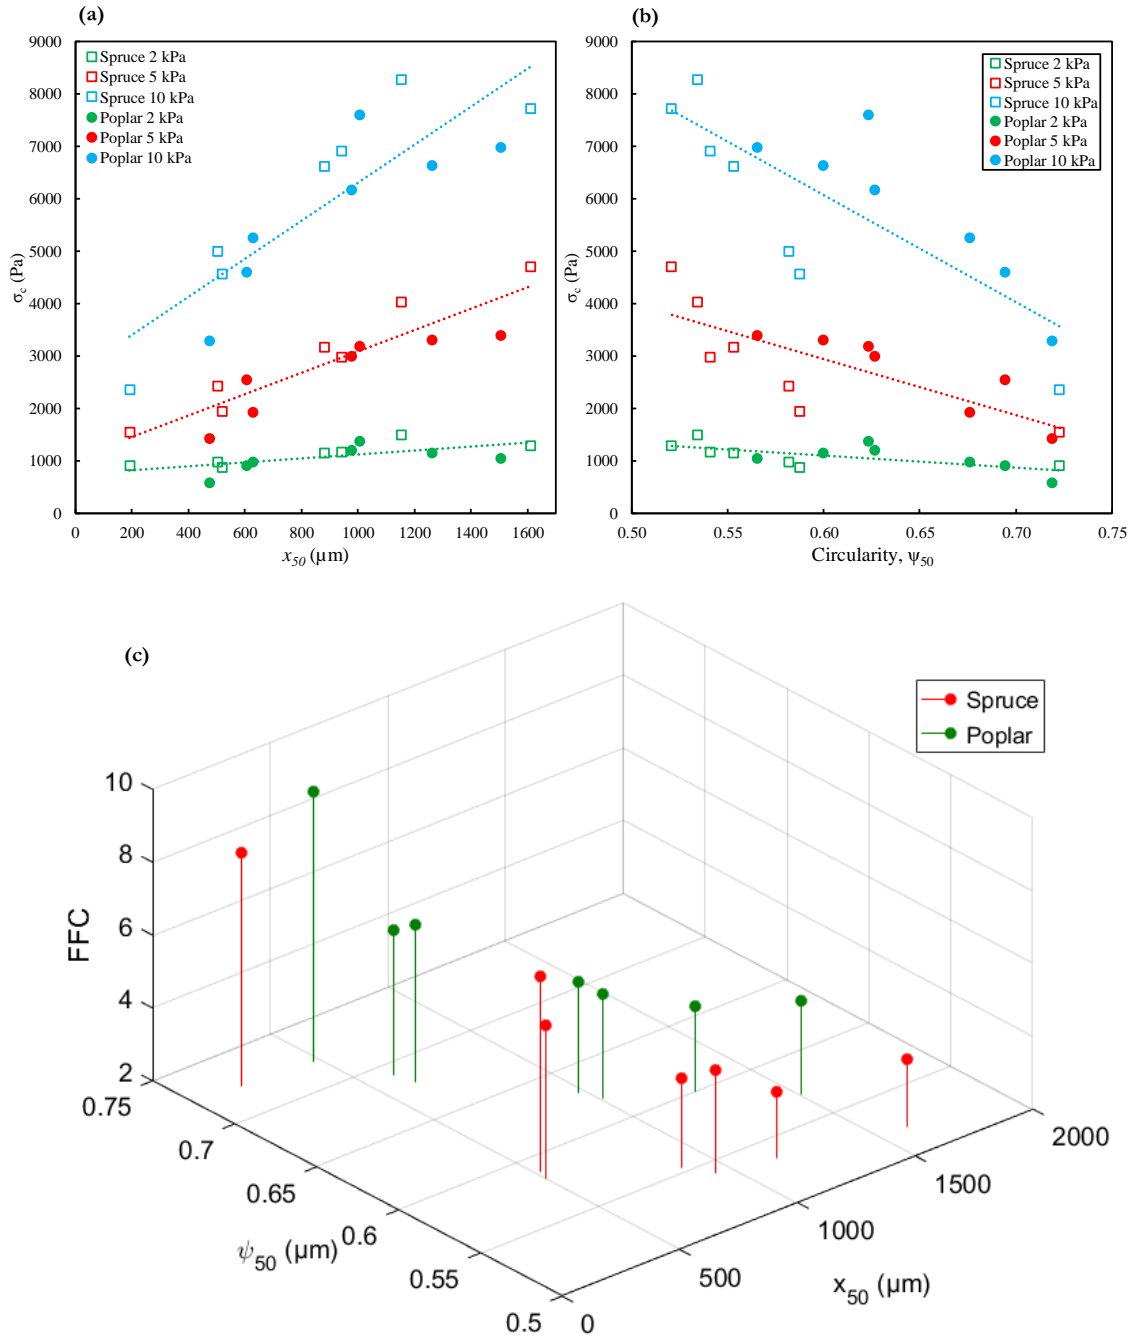 (a)
9000
8000
7000
6000
5000
4000
3000
2000
1000
0
σc (Pa)
Spruce 2 kPa
Spruce 5 kPa
Spruce 10 kPa
Poplar 2 kPa
Poplar 5 kPa
Poplar 10 kPa
0 200 400 600 800 1000 1200 1400 1600
x50 (µm)
(b)
9000
8000
7000
6000
5000
4000
3000
2000
1000
0
σc (Pa)
Spruce 2 kPa
Spruce 5 kPa
Spruce 10 kPa
Poplar 2 kPa
Poplar 5 kPa
Poplar 10 kPa
0.50 0.55 0.60 0.65 0.70 0.75
Circularity, ψ50
(c)
Spruce
Poplar
10
8
6
4
2
FFC
0.75
0.7
0.65
0.6
0.55
0.5
ψ50 (µm)
0
500
1000
1500
2000
x50 (µm)